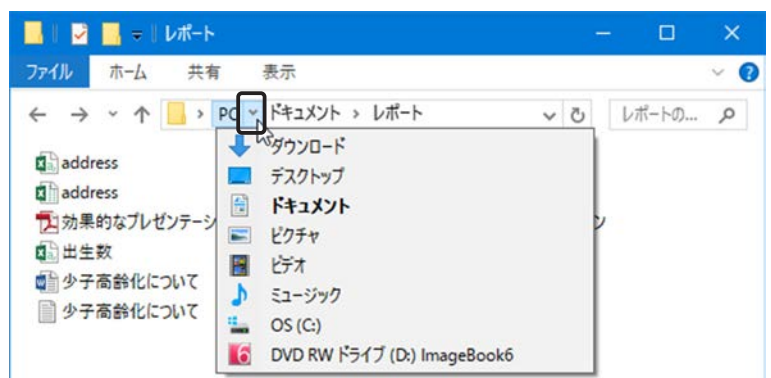 レポート
ファイル ホーム 共有 表示
PC ドキュメント › レポート レポートの...
ダウンロード
デスクトップ
ドキュメント
ピクチャ
ビデオ
ミュージック
OS (C:)
DVD RW ドライブ (D:) ImageBook6
address
address
効果的なプレゼンテーシ ン
出生数
少子高齢化について
少子高齢化について